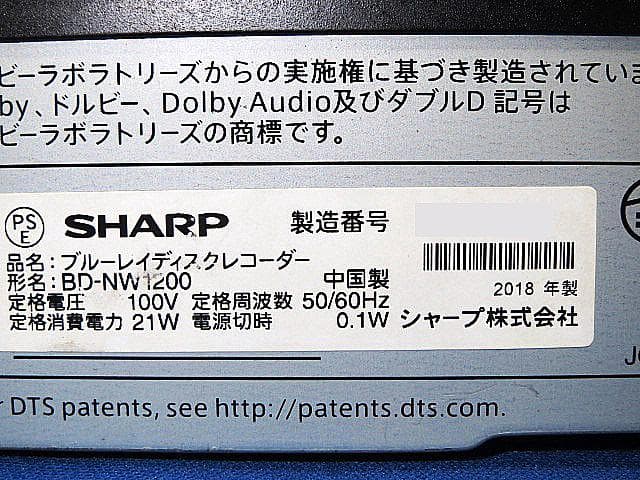 ビーラボラトリーズからの実施権に基づき製造されていま
by、ドルビー、Dolby Audio及びダブルD 記号は
ビーラボラトリーズの商標です。
PS
E
SHARP 製造番号
品名:ブルーレイディスクレコーダー
形名:BD-NW1200 中国製 2018 年製
定格電圧 100V 定格周波数 50/60Hz
定格消費電力 21W 電源切時 0.1W シャープ株式会社
DTS patents, see http://patents.dts.com.